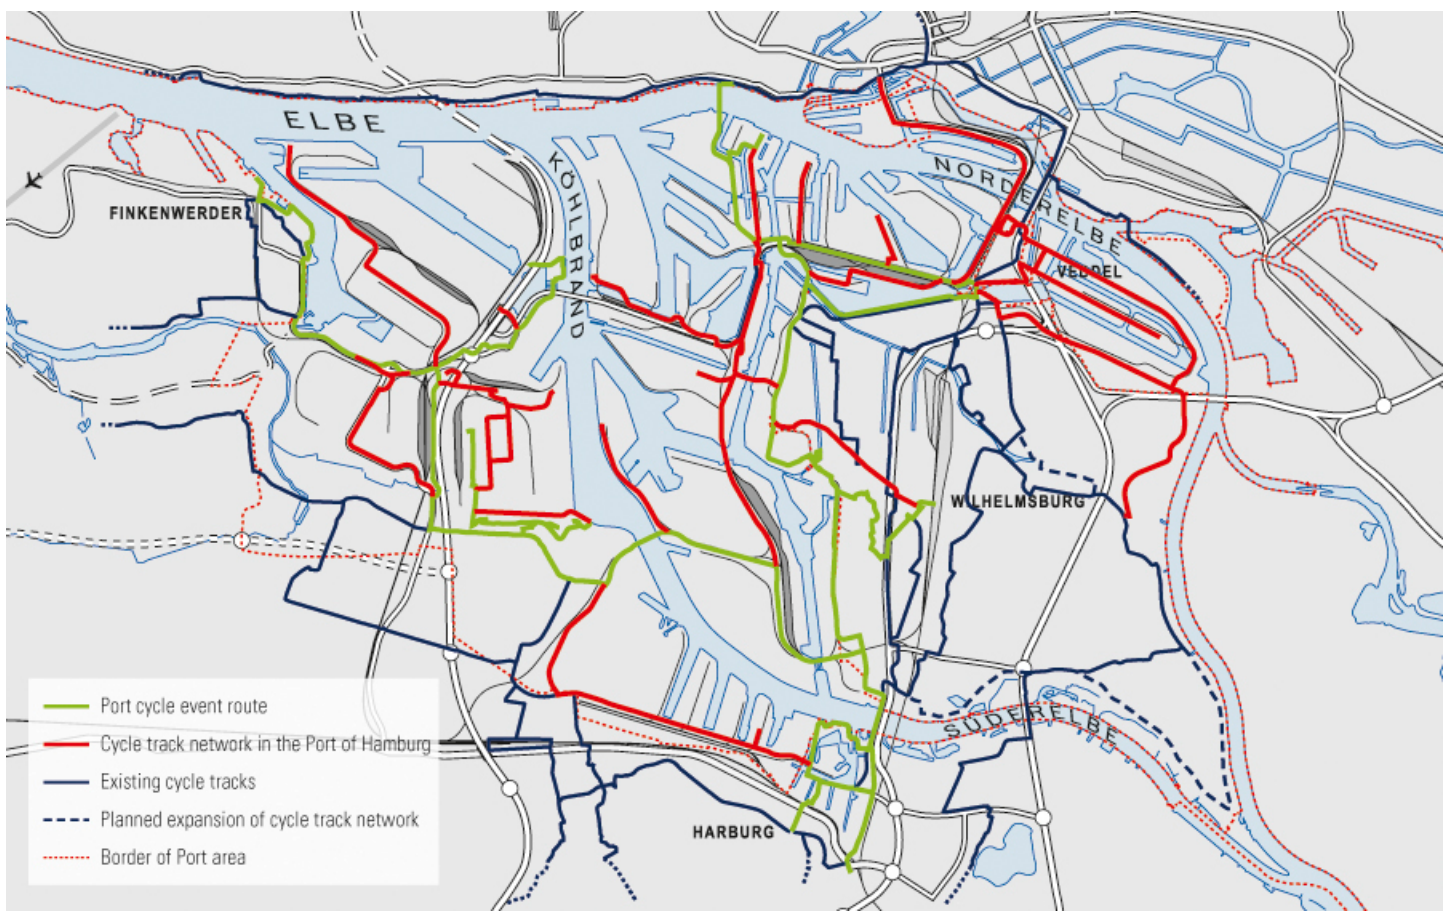 ELBE
KÖHLBRAND
NORDERELBE
FINKENWERDER
VEDDEL
WILHELMSBURG
SÜDERELBE
HARBURG
Port cycle event route
Cycle track network in the Port of Hamburg
Existing cycle tracks
Planned expansion of cycle track network
Border of Port area